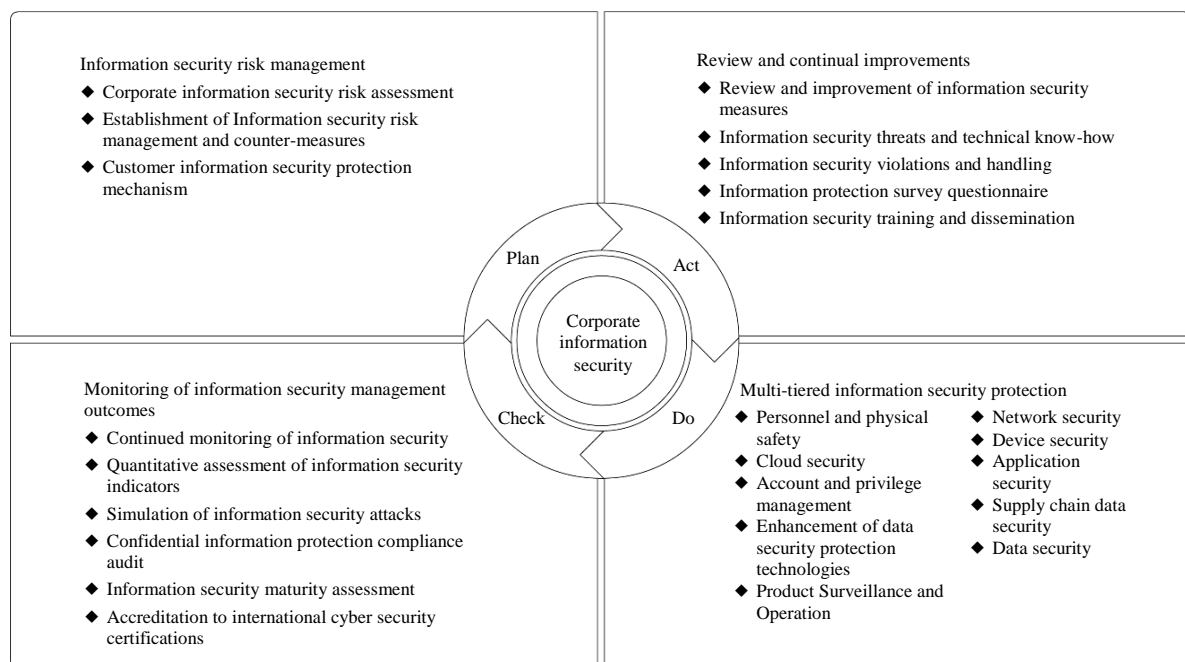 Information security risk management
◆ Corporate information security risk assessment
◆ Establishment of Information security risk
management and counter-measures
◆ Customer information security protection
mechanism
Review and continual improvements
◆ Review and improvement of information security
measures
◆ Information security threats and technical know-how
◆ Information security violations and handling
◆ Information protection survey questionnaire
◆ Information security training and dissemination
Plan
Act
Corporate
information
security
Check
Do
Monitoring of information security management
outcomes
◆ Continued monitoring of information security
◆ Quantitative assessment of information security
indicators
◆ Simulation of information security attacks
◆ Confidential information protection compliance
audit
◆ Information security maturity assessment
◆ Accreditation to international cyber security
certifications
Multi-tiered information security protection
◆ Personnel and physical
safety
◆ Cloud security
◆ Account and privilege
management
◆ Enhancement of data
security protection
technologies
◆ Product Surveillance and
Operation
◆ Network security
◆ Device security
◆ Application
security
◆ Supply chain data
security
◆ Data security